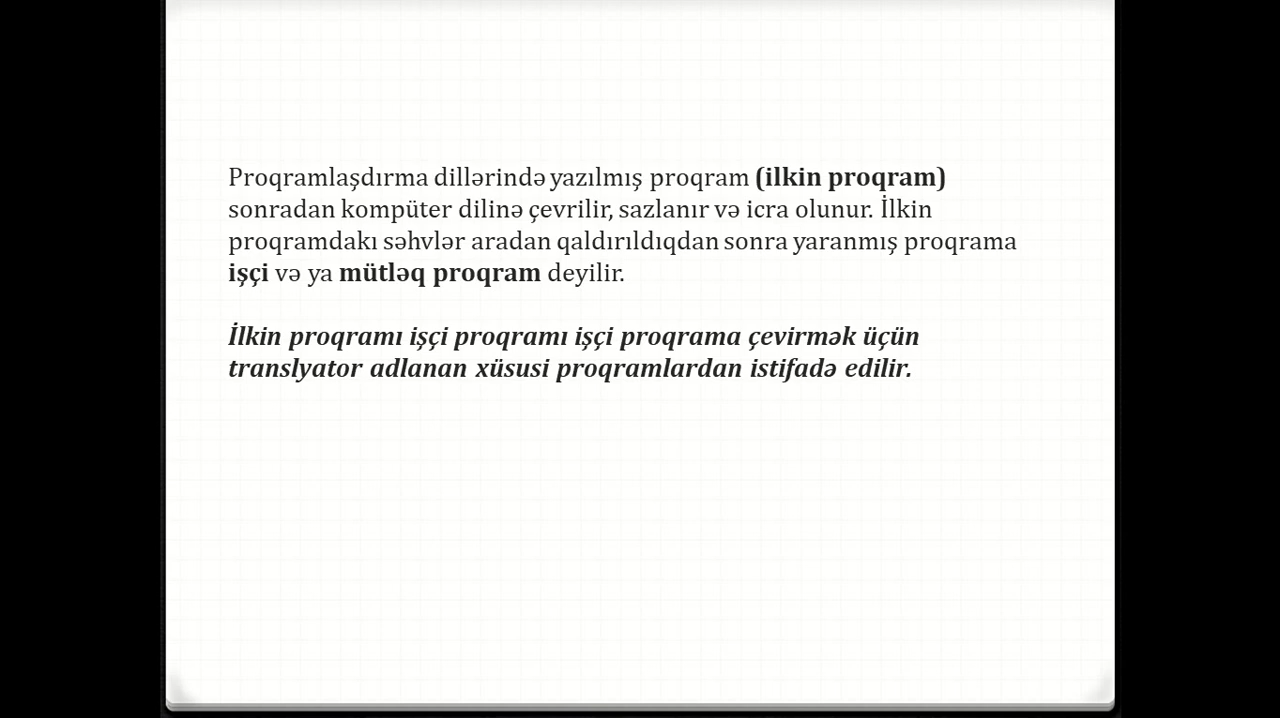 Proqramlaşdırma dillərində yazılmış proqram (ilkin proqram)
sonradan kompüter dilinə çevrilir, sazlanır və icra olunur. İlkin
proqramdakı səhvlər aradan qaldırıldıqdan sonra yaranmış proqrama
işçi və ya mütləq proqram deyilir.
İlkin proqramı işçi proqramı işçi proqrama çevirmək üçün
translyator adlanan xüsusi proqramlardan istifadə edilir.